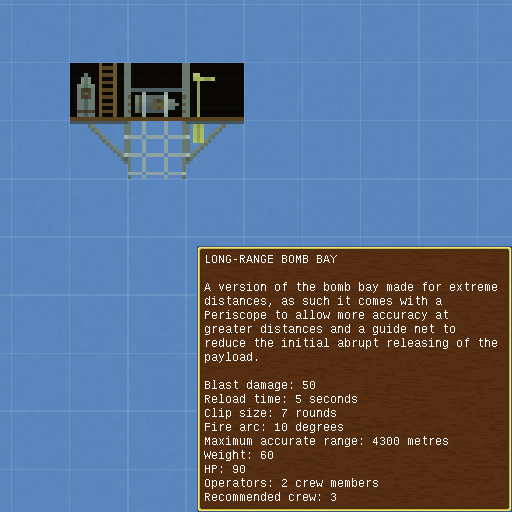 LONG-RANGE BOMB BAY
A version of the bomb bay made for extreme
distances, as such it comes with a
Periscope to allow more accuracy at
greater distances and a guide net to
reduce the initial abrupt releasing of the
payload.
Blast damage: 50
Reload time: 5 seconds
Clip size: 7 rounds
Fire arc: 10 degrees
Maximum accurate range: 4300 metres
Weight: 60
HP: 90
Operators: 2 crew members
Recommended crew: 3